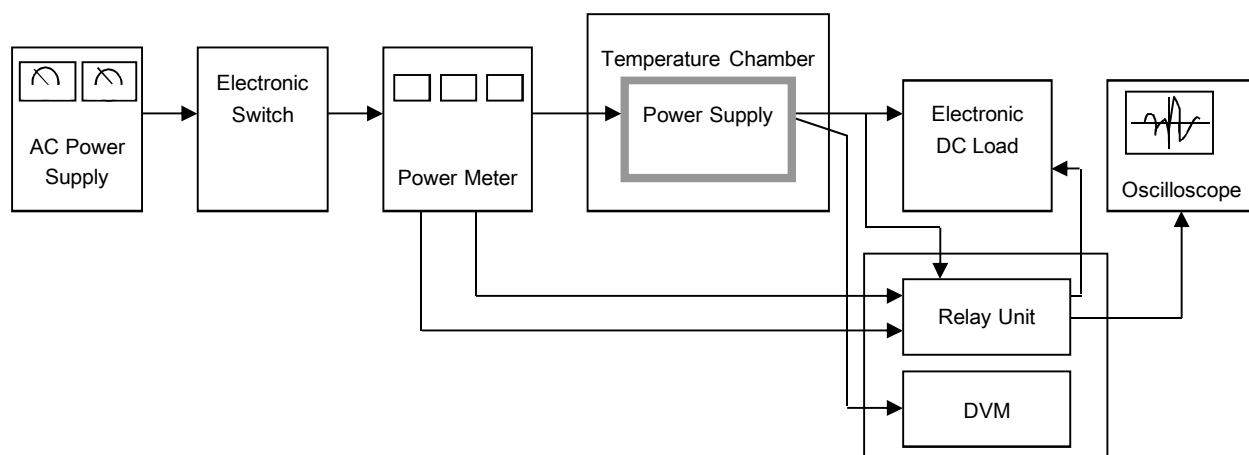 AC Power
Supply
Electronic
Switch
Power Meter
Temperature Chamber
Power Supply
Electronic
DC Load
Oscilloscope
Relay Unit
DVM